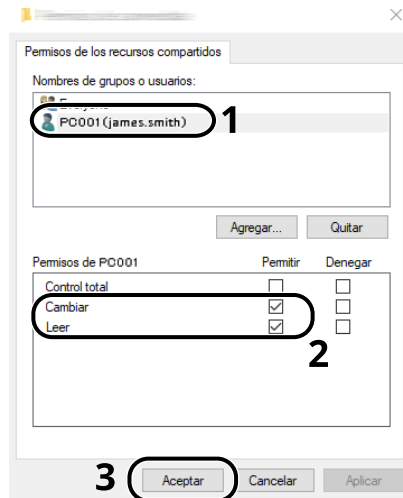 Permisos de los recursos compartidos
Nombres de grupos o usuarios:
PC001(james.smith) 1
Agregar... Quitar
Permisos de PC001 Permitir Denegar
Control total
Cambiar
Leer
2
3 Aceptar Cancelar Aplicar